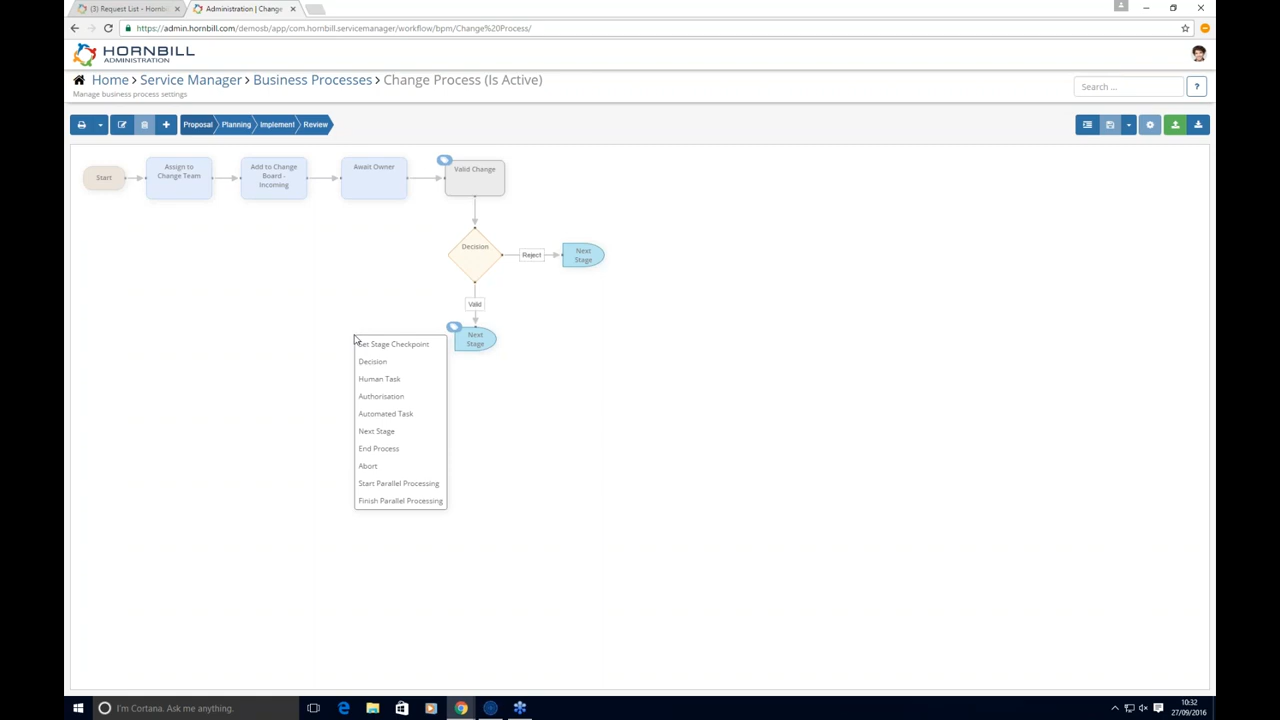 (3) Request List - Hornbi
Administration | Change
https://admin.hornbill.com/demosb/app/com.hornbill.servicemanager/workflow/bpm/Change%20Process/
HORNBILL
ADMINISTRATION
Home > Service Manager > Business Processes > Change Process (Is Active)
Manage business process settings
Search ...
?
Proposal
Planning
Implement
Review
Start
Assign to
Change Team
Add to Change
Board -
Incoming
Await Owner
Valid Change
Decision
Reject
Next
Stage
Valid
Next
Stage
Set Stage Checkpoint
Decision
Human Task
Authorisation
Automated Task
Next Stage
End Process
Abort
Start Parallel Processing
Finish Parallel Processing
I'm Cortana. Ask me anything.
10:32
27/09/2016